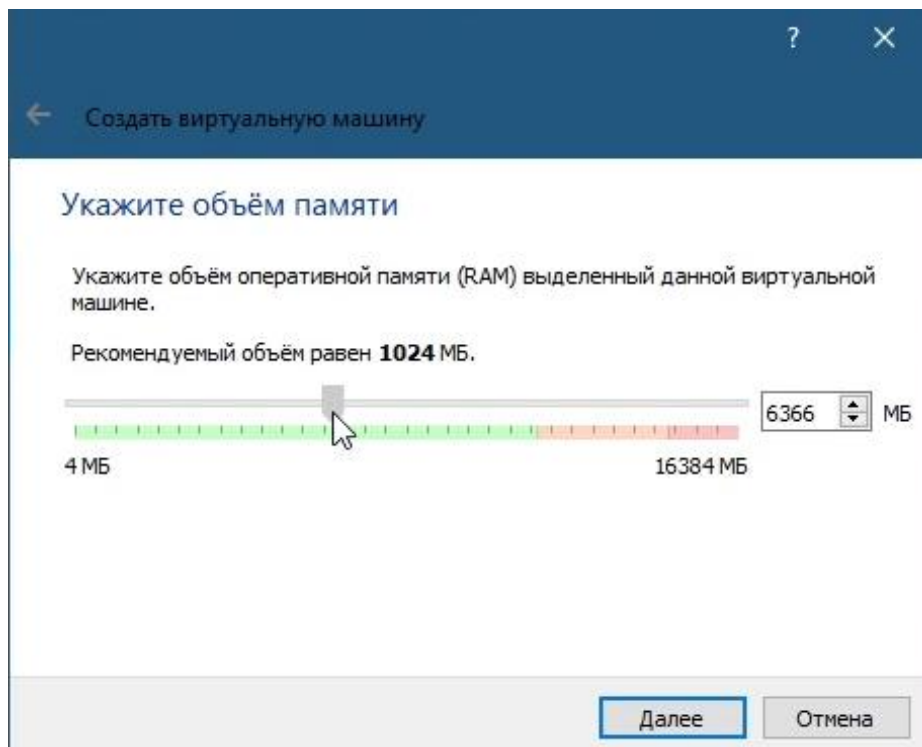 ?
Создать виртуальную машину
Укажите объём памяти
Укажите объём оперативной памяти (RAM) выделенный данной виртуальной
машине.
Рекомендуемый объём равен 1024 МБ.
6366 МБ
4 МБ 16384 МБ
Далее Отмена